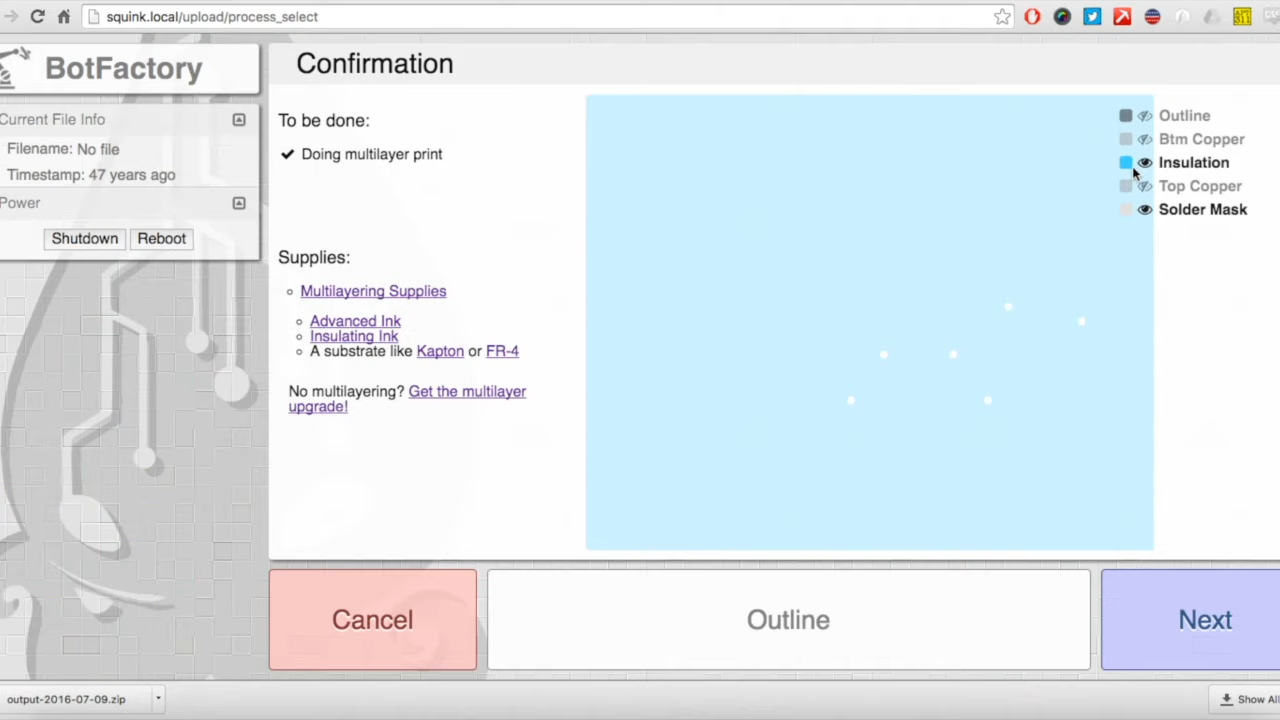 squink.local/upload/process_select
BotFactory
Current File Info
Filename: No file
Timestamp: 47 years ago
Power
Shutdown
Reboot
Confirmation
To be done:
Doing multilayer print
Supplies:
Multilayering Supplies
Advanced Ink
Insulating Ink
A substrate like Kapton or FR-4
No multilayering? Get the multilayer
upgrade!
Outline
Btm Copper
Insulation
Top Copper
Solder Mask
Cancel
Outline
Next
output-2016-07-09.zip
Show All